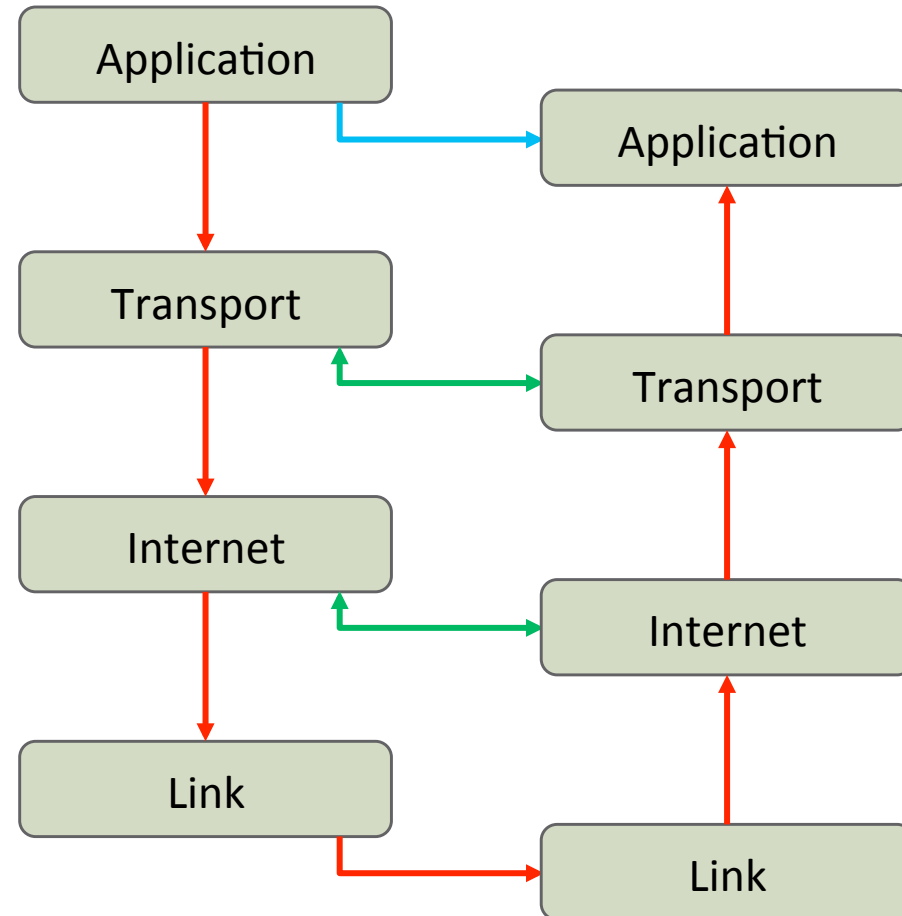 Application
Application
Transport
Transport
Internet
Internet
Link
Link